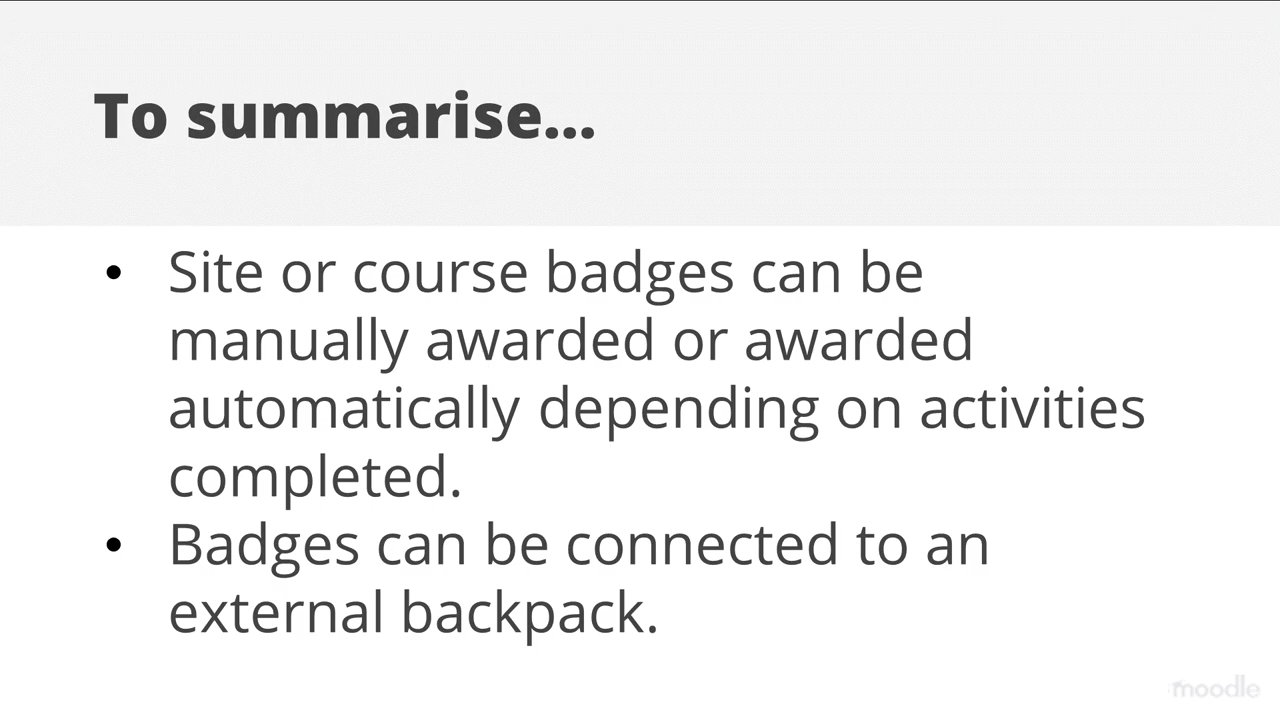 To summarise...
• Site or course badges can be
manually awarded or awarded
automatically depending on activities
completed.
• Badges can be connected to an
external backpack.
moodle